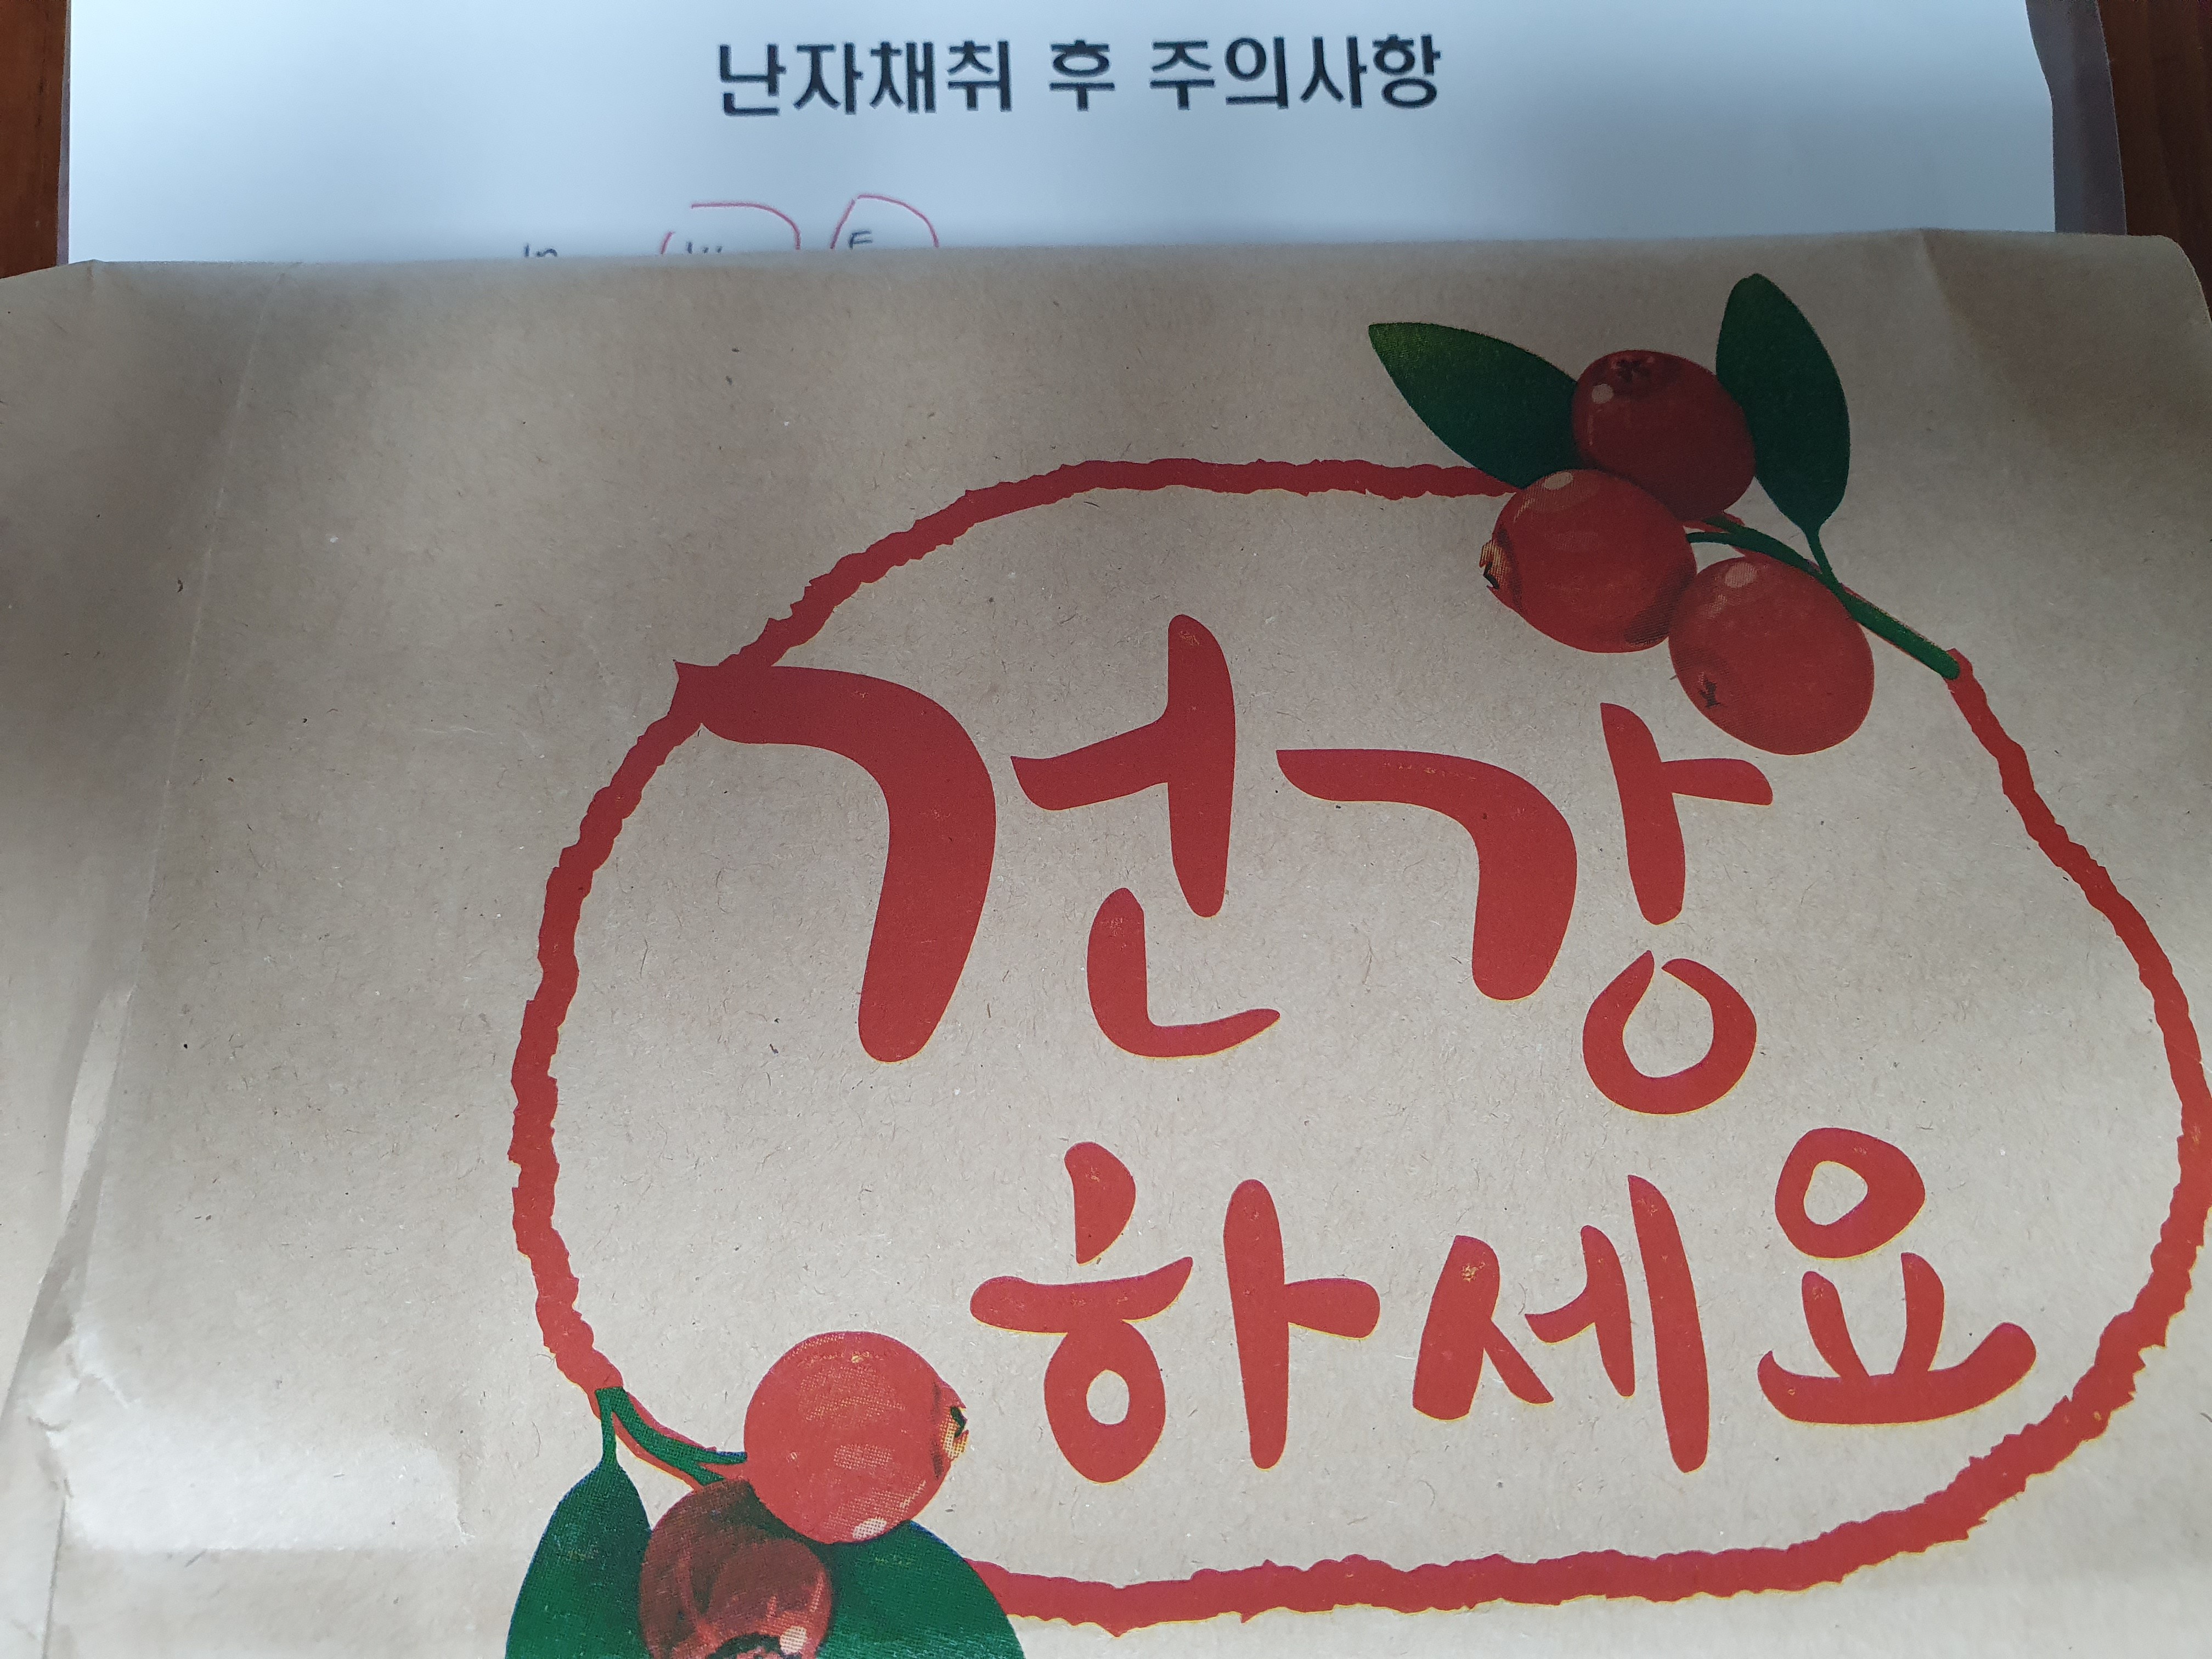 난자채취 후 주의사항
건강
하세요